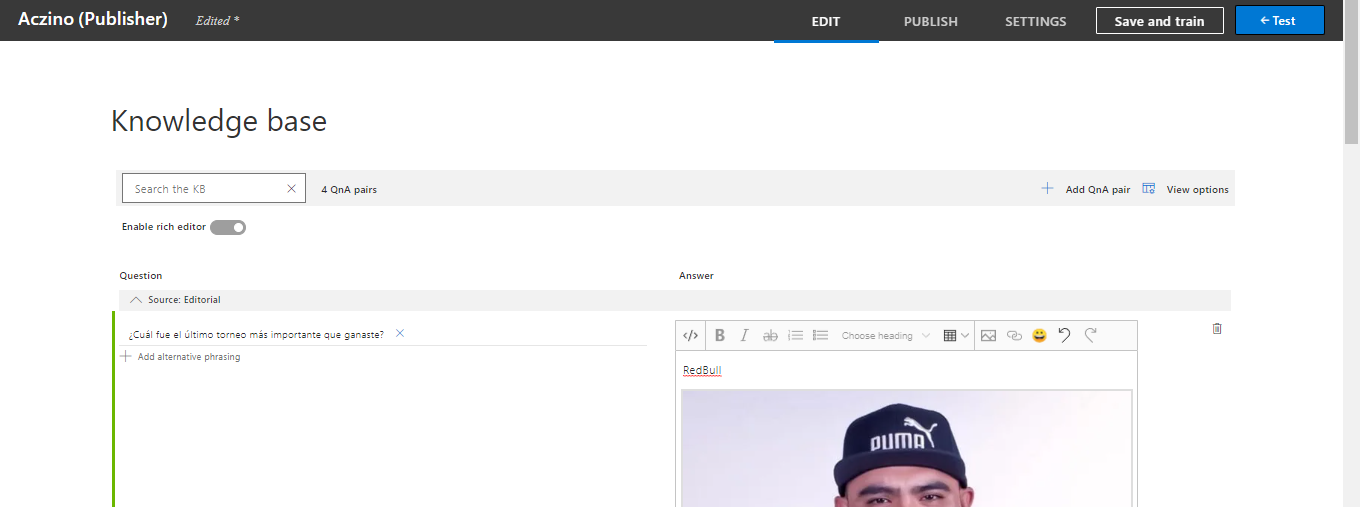 Aczino (Publisher) Edited * EDIT PUBLISH SETTINGS Save and train ← Test
Knowledge base
Search the KB 4 QnA pairs Add QnA pair View options
Enable rich editor
Question Answer
Source: Editorial
¿Cuál fue el último torneo más importante que ganaste?
Add alternative phrasing
</> B I ab Choose heading
RedBull
PUMA